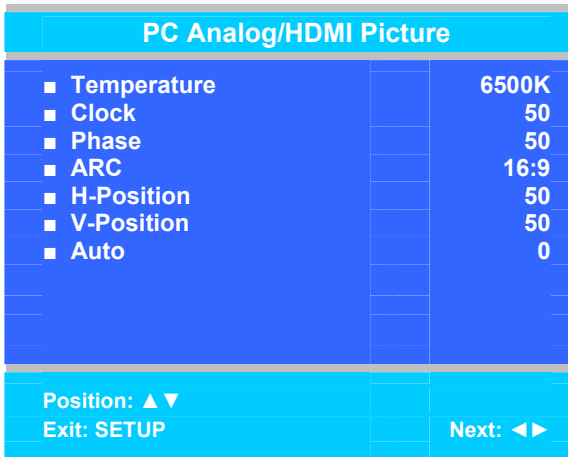 PC Analog/HDMI Picture
■ Temperature 6500K
■ Clock 50
■ Phase 50
■ ARC 16:9
■ H-Position 50
■ V-Position 50
■ Auto 0
Position: ▲▼
Exit: SETUP Next: ◄►